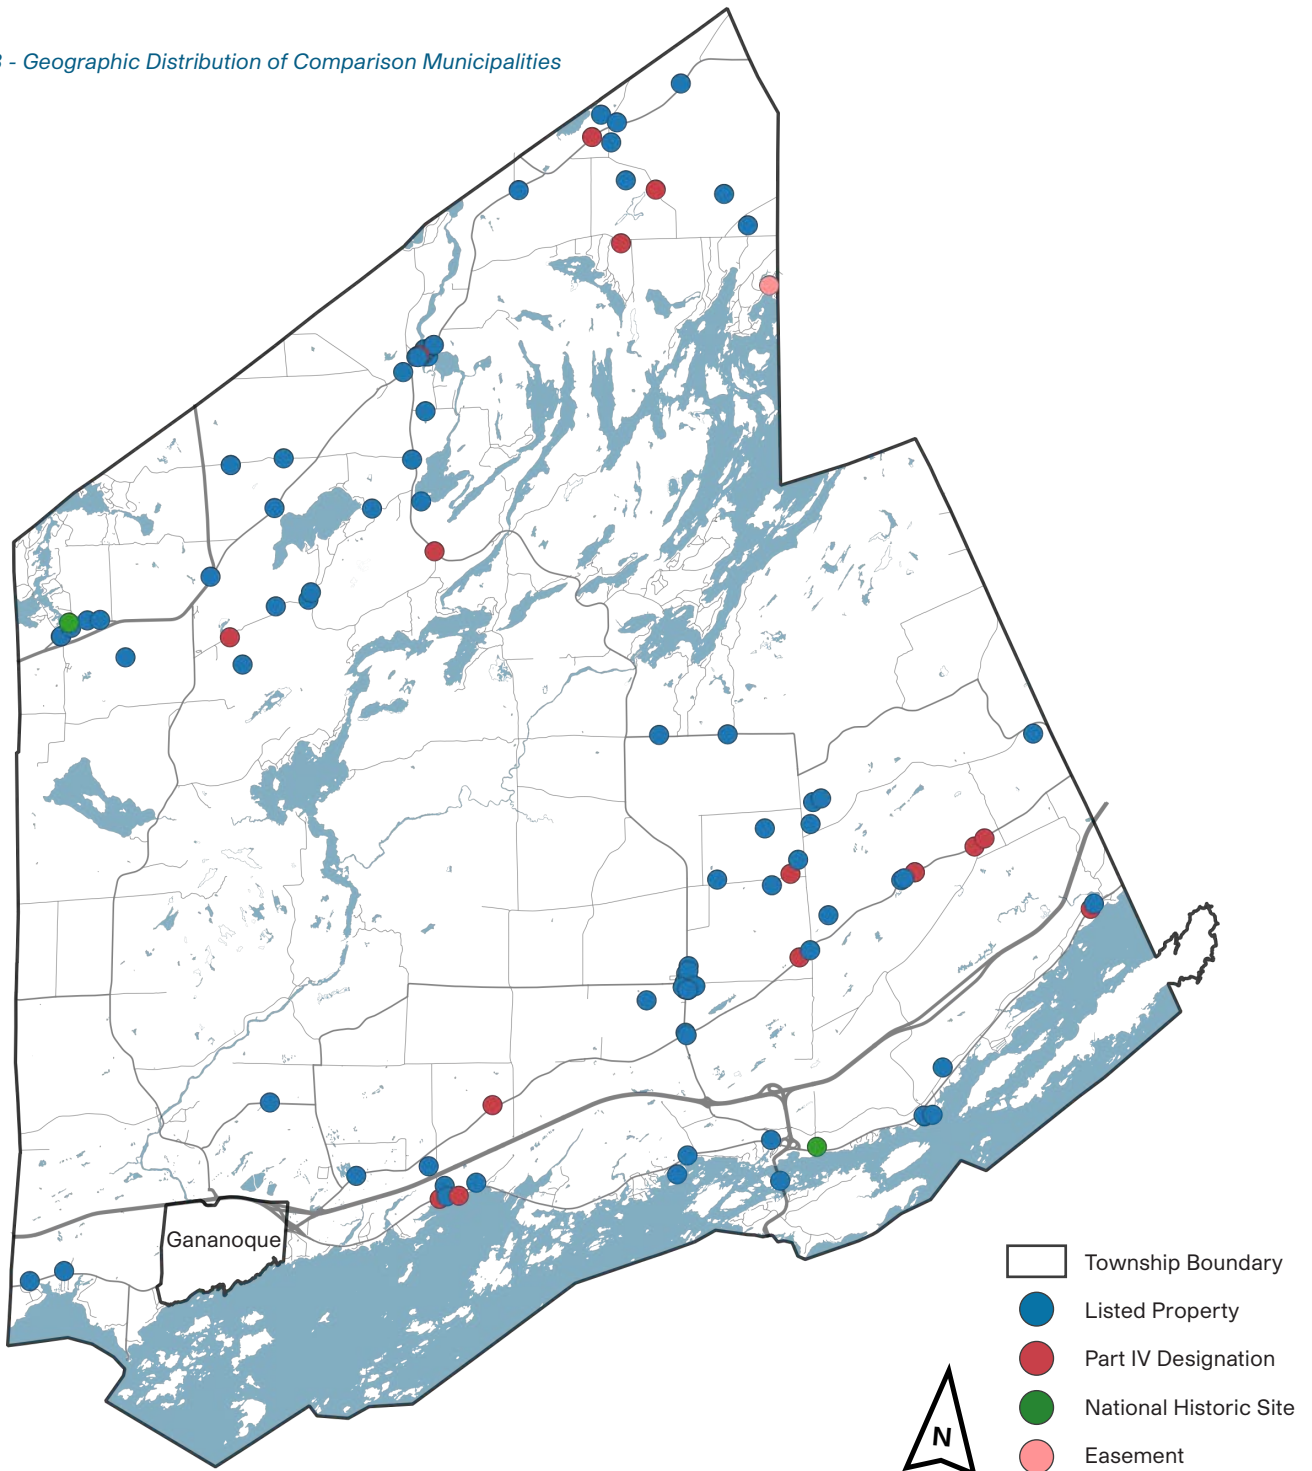 - Geographic Distribution of Comparison Municipalities
Gananoque
Township Boundary
Listed Property
Part IV Designation
National Historic Site
Easement
N